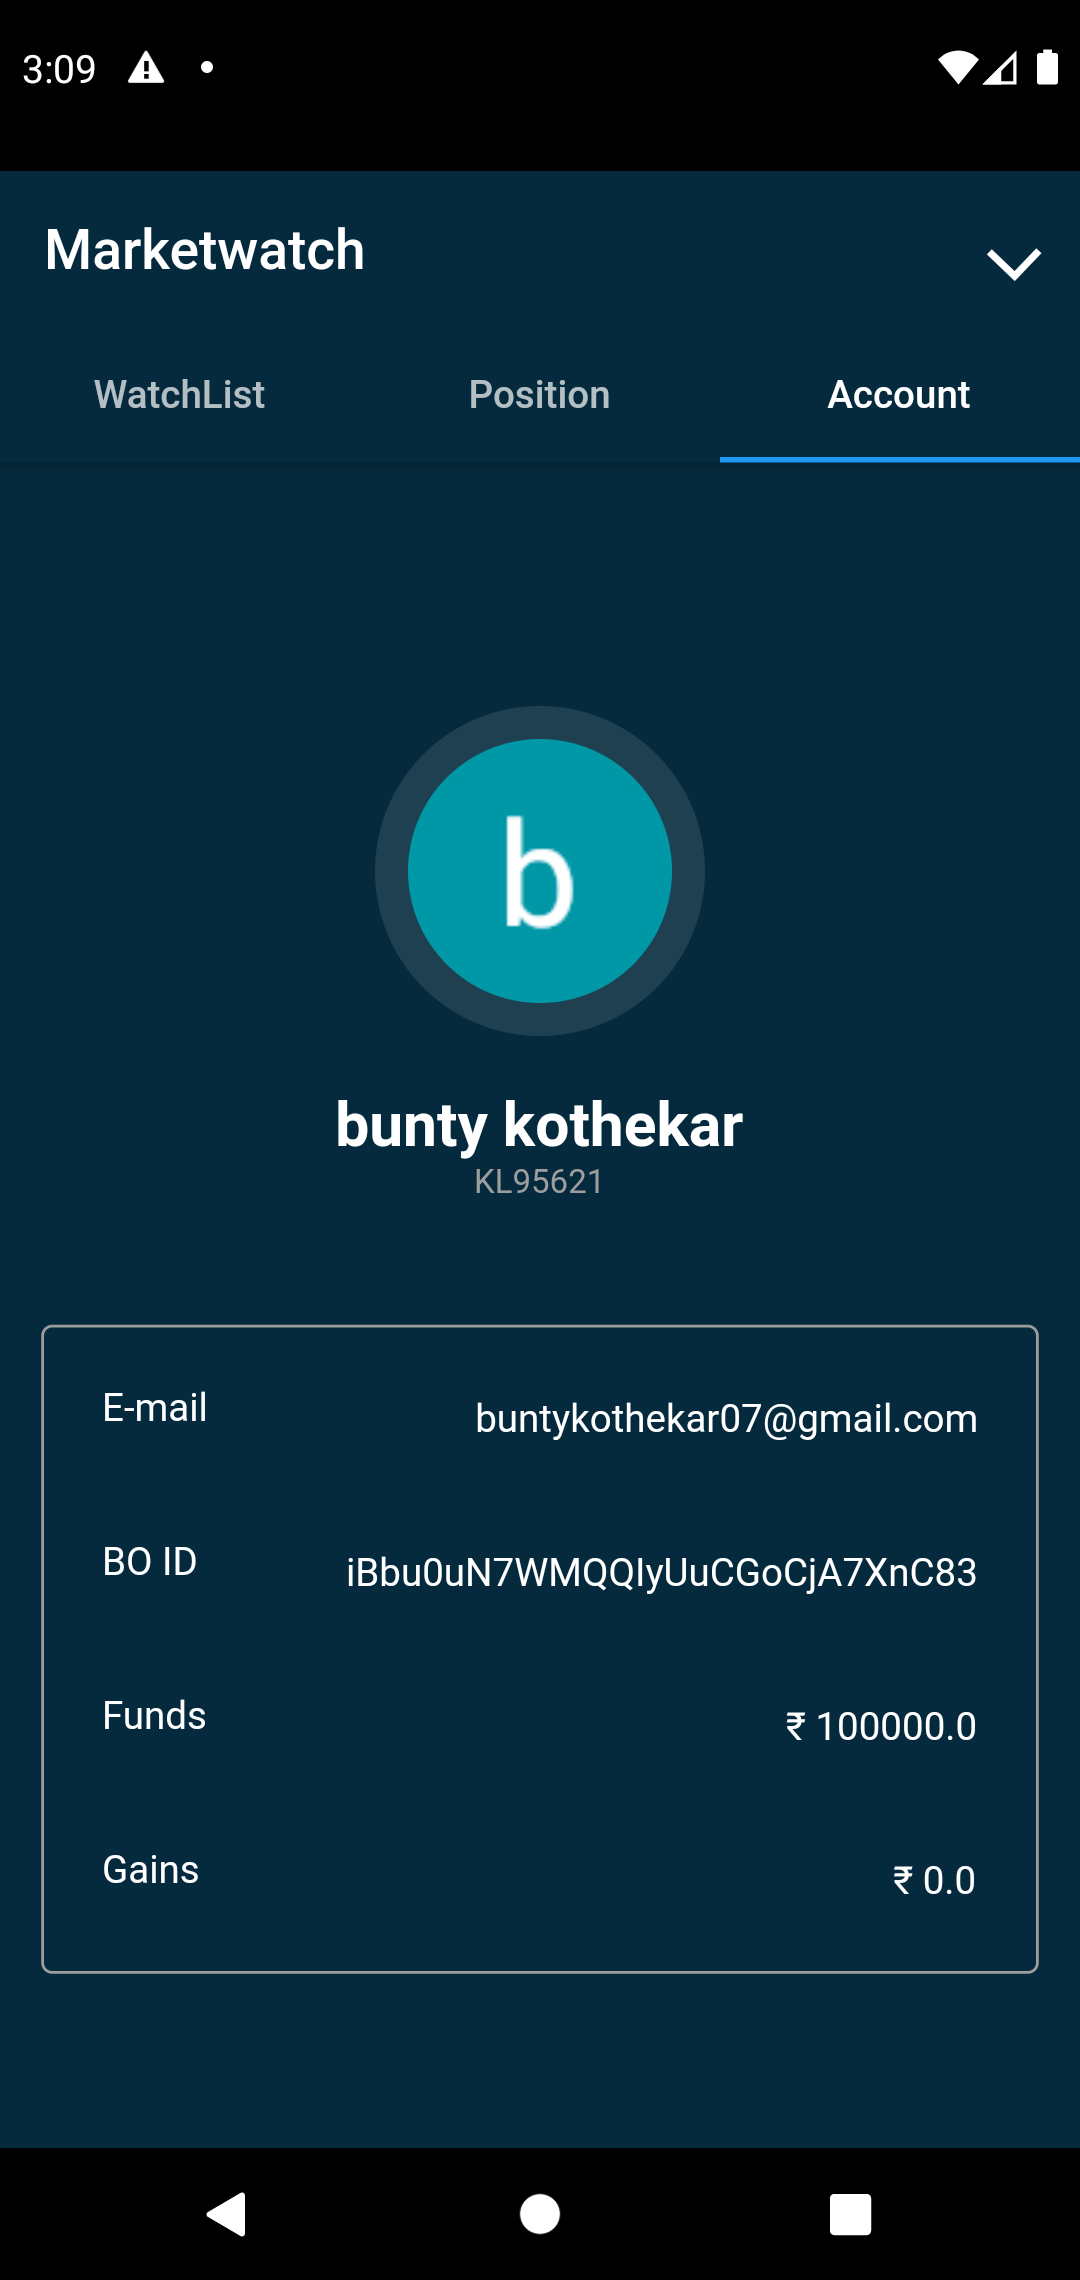 3:09
Marketwatch
WatchList Position Account
b
bunty kothekar
KL95621
E-mail buntykothekar07@gmail.com
BO ID iBbu0uN7WMQQIyUuCGoCjA7XnC83
Funds ₹ 100000.0
Gains ₹ 0.0